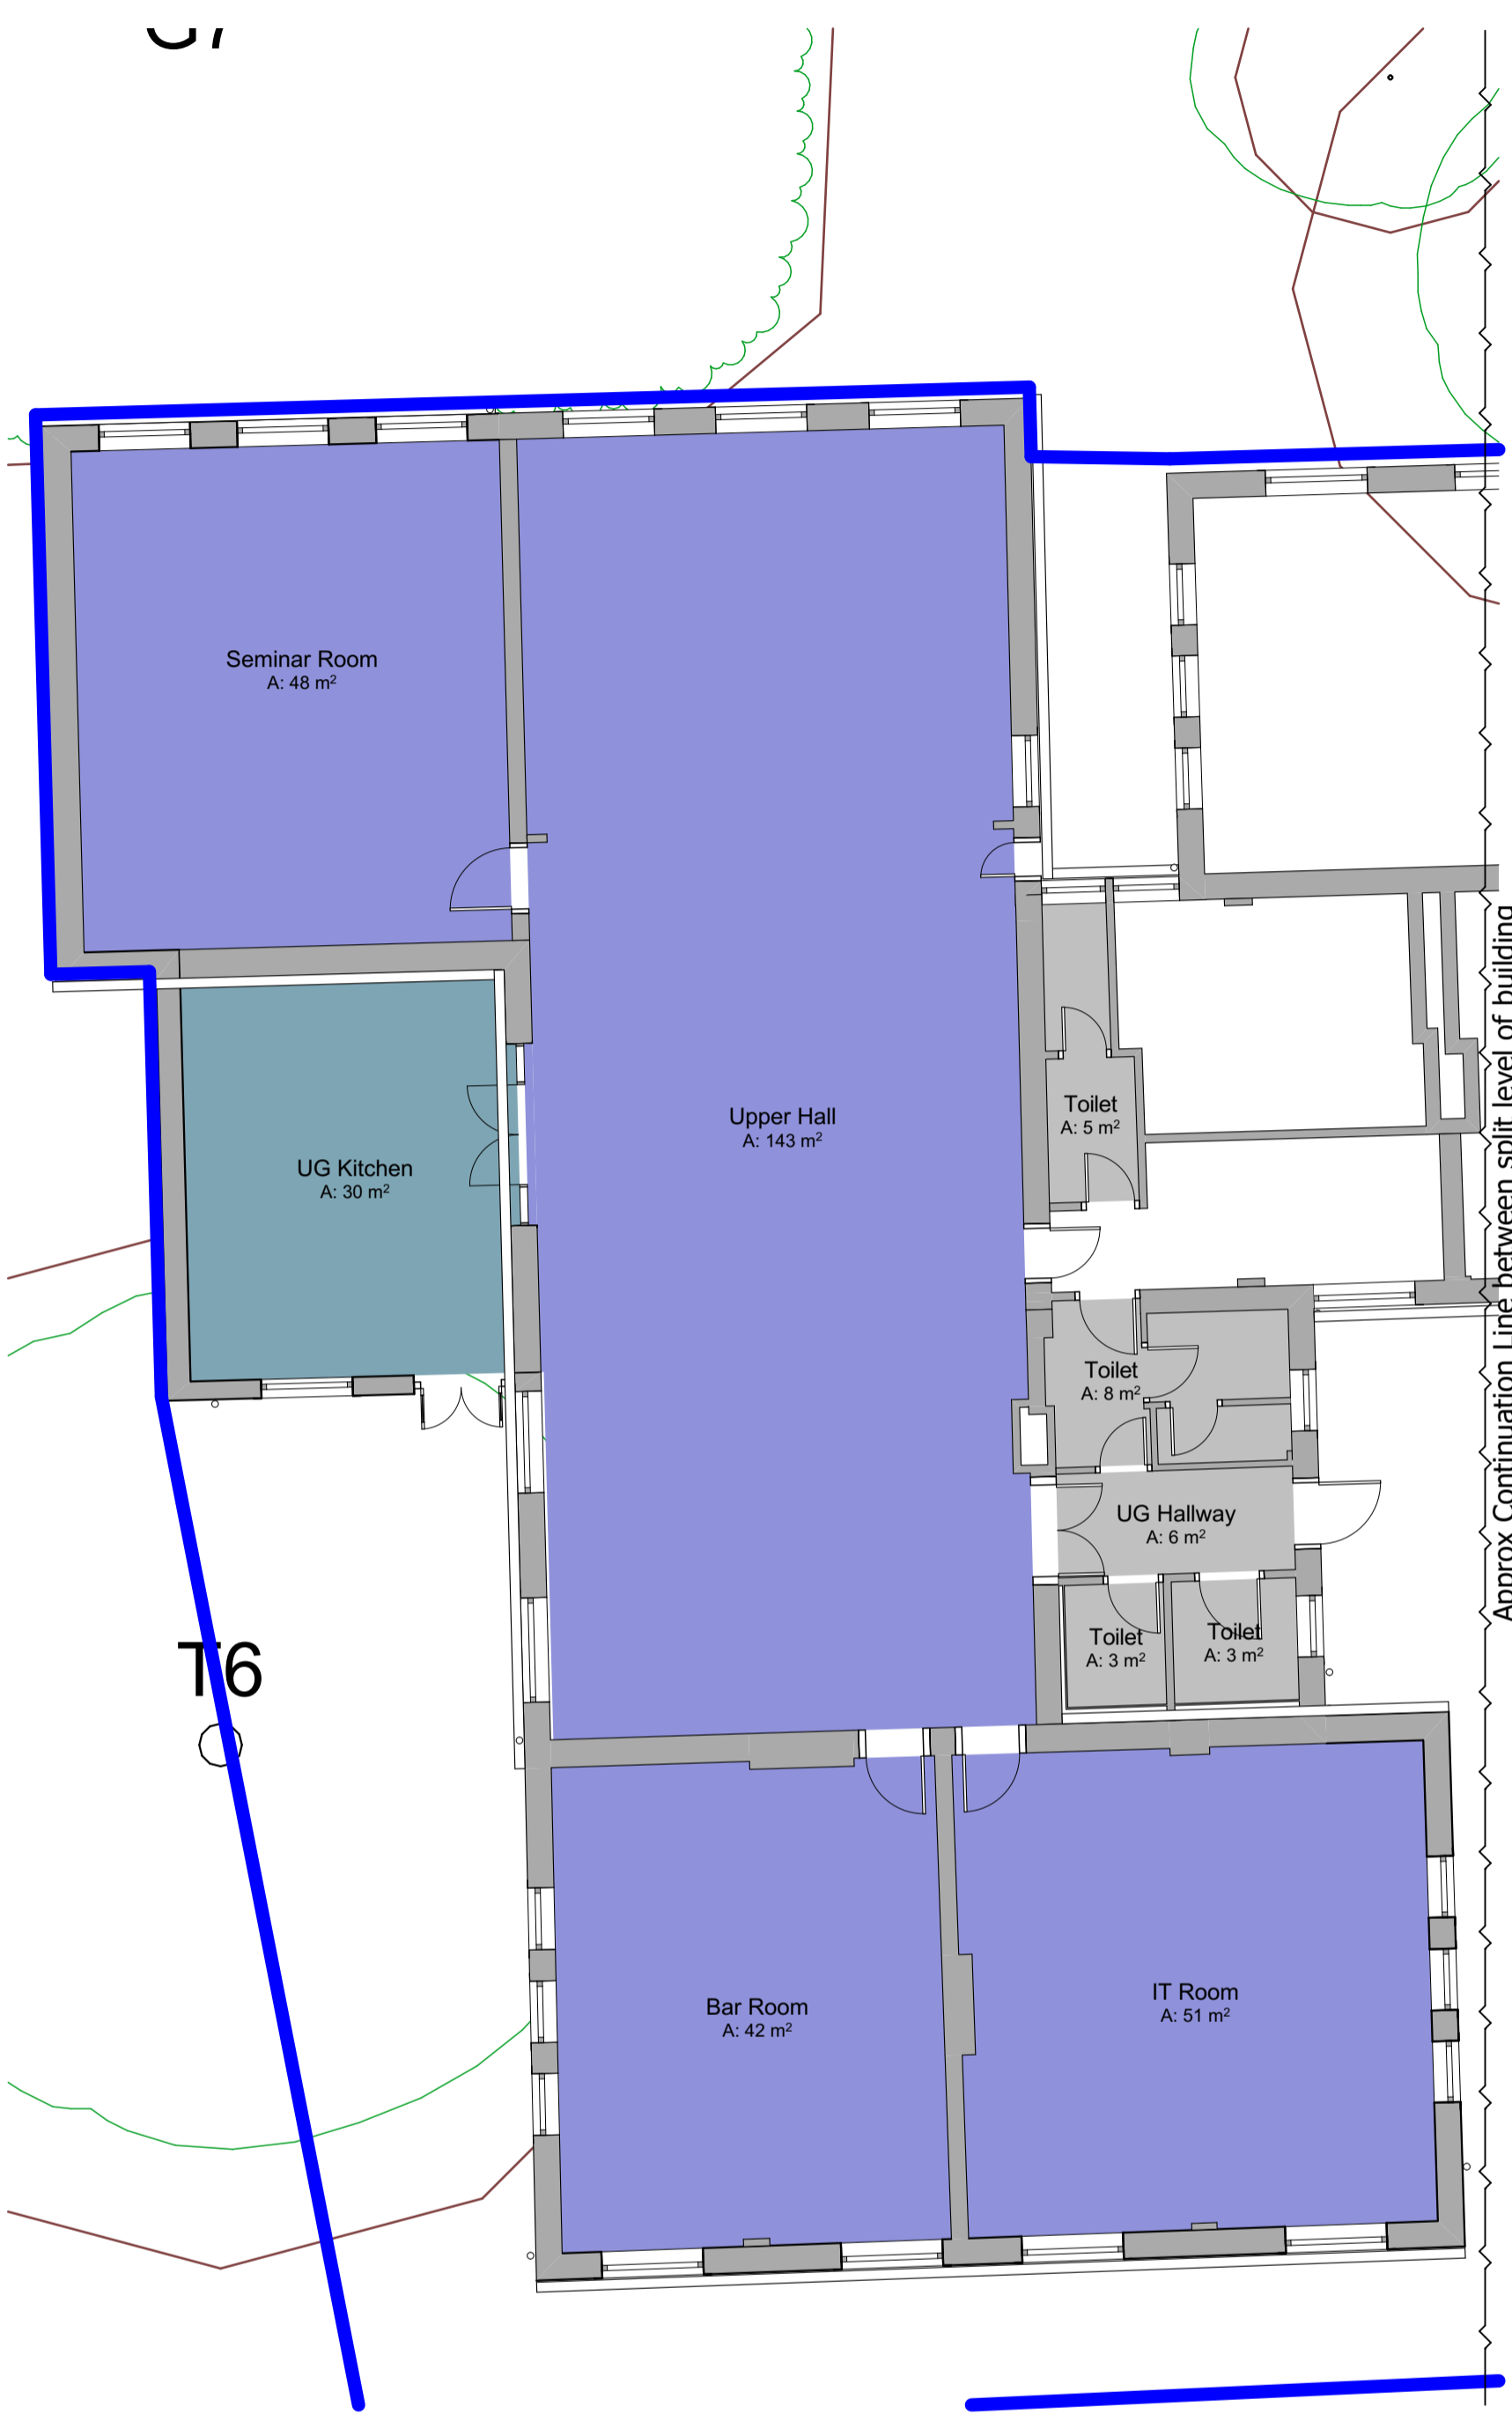 Seminar Room
A: 48 m²
Upper Hall
A: 143 m²
UG Kitchen
A: 30 m²
Toilet
A: 5 m²
Toilet
A: 8 m²
UG Hallway
A: 6 m²
Toilet
A: 3 m²
Toilet
A: 3 m²
T6
Bar Room
A: 42 m²
IT Room
A: 51 m²
Approx Continuation Line between split level of building